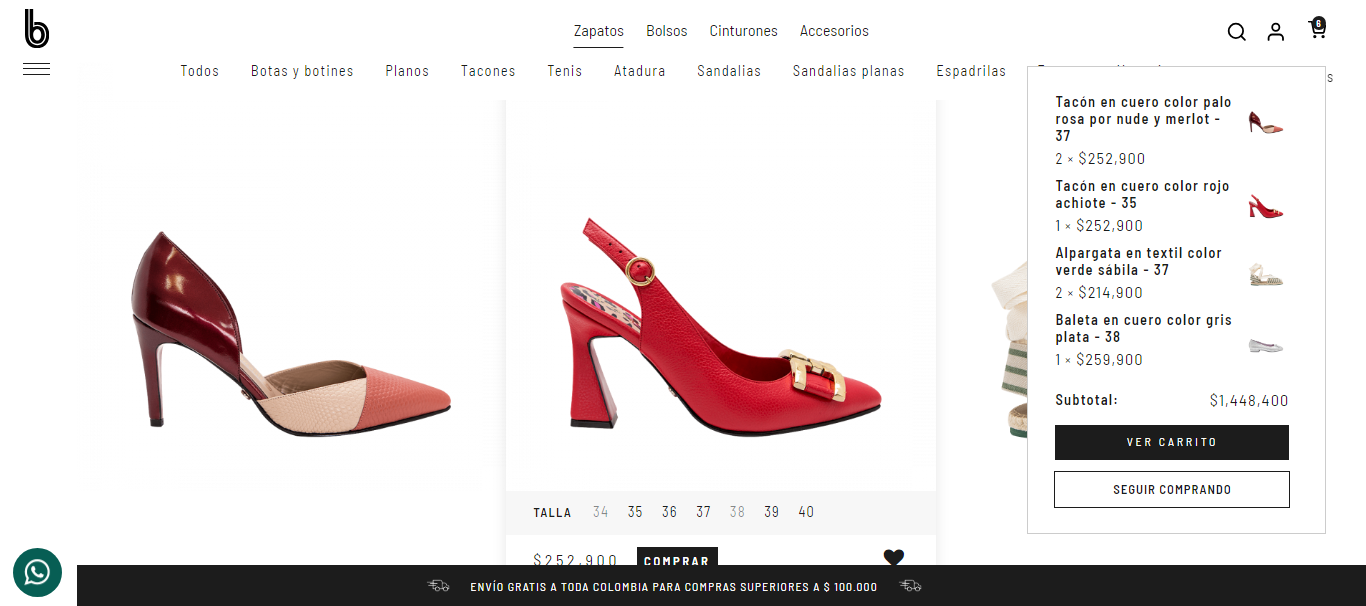 b
Zapatos Bolsos Cinturones Accesorios
6
Todos Botas y botines Planos Tacones Tenis Atadura Sandalias Sandalias planas Espadrilas
Tacón en cuero color palo
rosa por nude y merlot -
37
2 × $252,900
Tacón en cuero color rojo
achiote - 35
1 × $252,900
Alpargata en textil color
verde sábila - 37
2 × $214,900
Baleta en cuero color gris
plata - 38
1 × $259,900
Subtotal: $1,448,400
VER CARRITO
SEGUIR COMPRANDO
TALLA 34 35 36 37 38 39 40
$252,900 COMPRAR
ENVÍO GRATIS A TODA COLOMBIA PARA COMPRAS SUPERIORES A $ 100.000